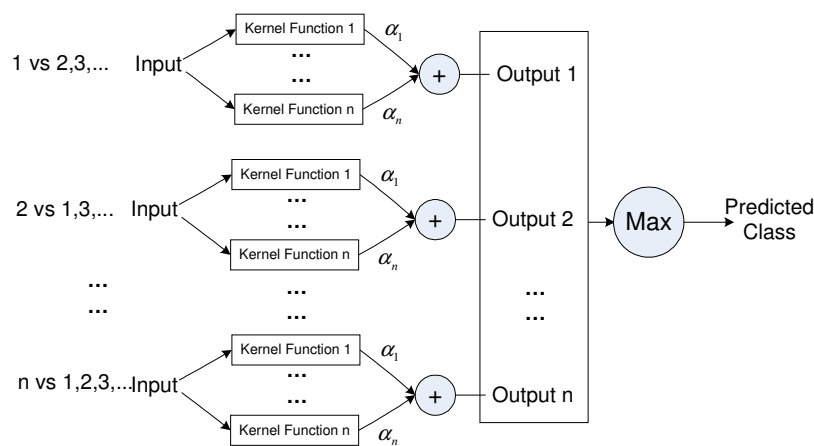 Kernel Function 1
α1
1 vs 2,3,... Input
...
...
+
Output 1
Kernel Function n
αn
Kernel Function 1
α1
2 vs 1,3,... Input
...
...
+
Output 2
Kernel Function n
αn
Max
Predicted
Class
...
...
...
...
...
...
Kernel Function 1
α1
n vs 1,2,3,... Input
...
...
+
Output n
Kernel Function n
αn